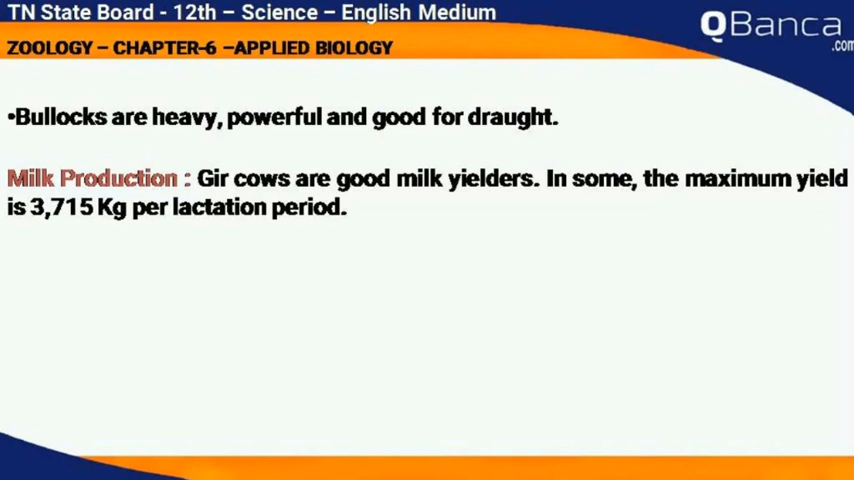 TN State Board - 12th – Science – English Medium
QBanca
.com
ZOOLOGY – CHAPTER-6 –APPLIED BIOLOGY
•Bullocks are heavy, powerful and good for draught.
Milk Production : Gir cows are good milk yielders. In some, the maximum yield
is 3,715 Kg per lactation period.